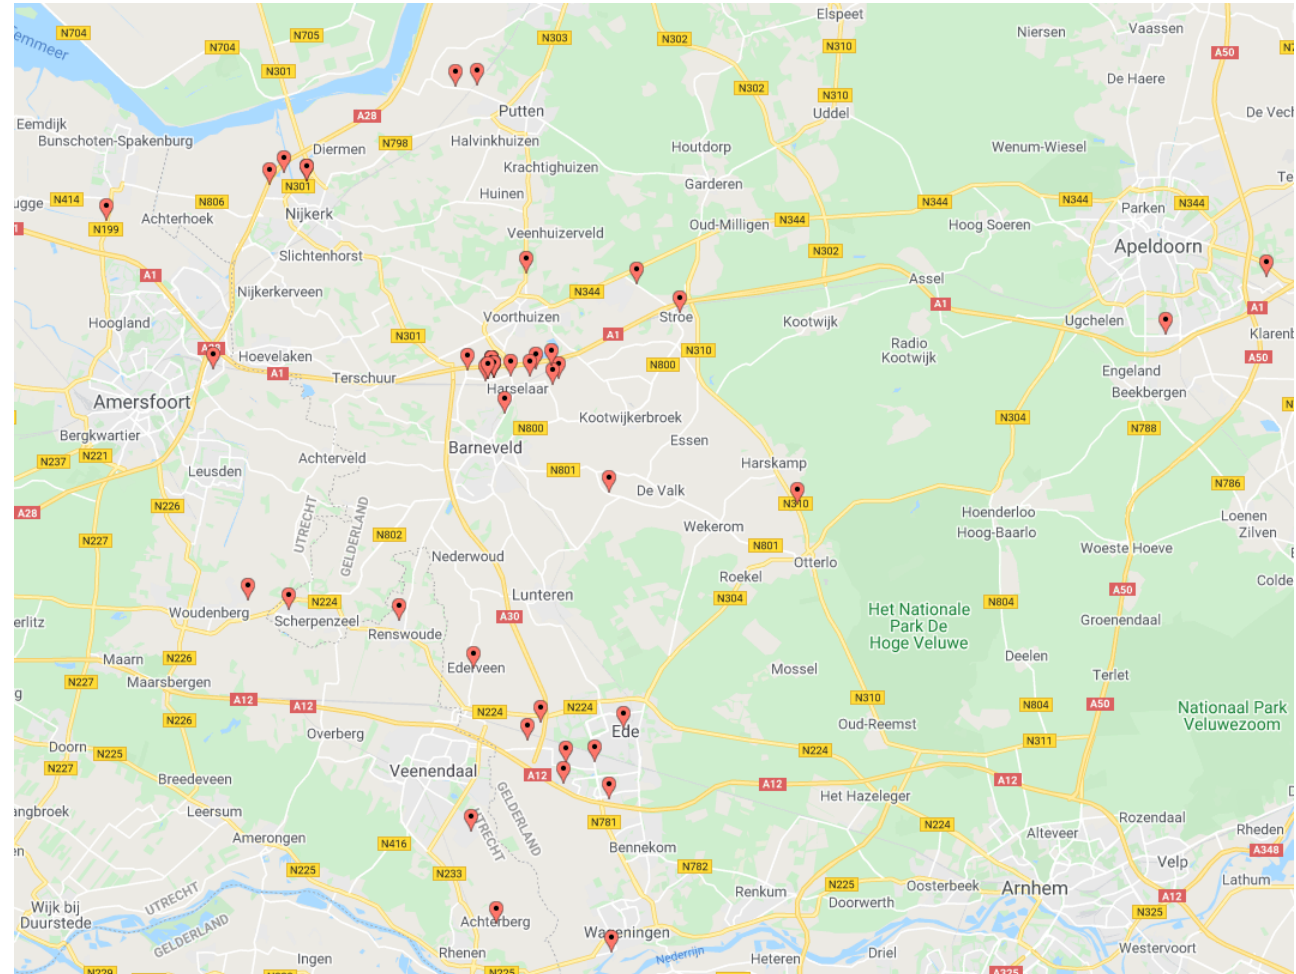 Elspeet
Niersen
Vaassen
N704
N705
N303
N302
N310
A50
N704
N301
De Haere
N302
N310
Putten
A28
Uddel
Eemdijk
Bunschoten-Spakenburg
Diermen
N798
Halvinkhuizen
Houtdorp
Wenum-Wiesel
Krachtighuizen
Garderen
N301
Huinen
N414
N806
N344
N344
Parken
Achterhoek
Nijkerk
N199
Oud-Milligen
N344
Hoog Soeren
Veenhuizerveld
Apeldoorn
Slichtenhorst
N302
A1
Assel
Nijkerkerveen
N344
A1
A1
Hoogland
Voorthuizen
Stroe
Kootwijk
Ugchelen
N301
A1
Radio
Kootwijk
N310
A50
Hoevelaken
A1
Terschuur
N800
Engeland
Harselaar
Beekbergen
Amersfoort
Kootwijkerbroek
N304
N800
N788
Bergkwartier
Essen
Barneveld
N221
N237
Achterveld
Harskamp
Leusden
N801
De Valk
N786
N226
UTRECHT
GELDERLAND
N310
A28
Hoenderloo
Loenen
Wekerom
Hoog-Baarlo
Zilven
N802
N227
N801
Woeste Hoeve
Nederwoud
Otterlo
Roekel
A50
Lunteren
N304
N224
N804
Woudenberg
Het Nationale
Park De
Hoge Veluwe
A30
Scherpenzeel
Groenendaal
Renswoude
Maarn
N226
Deelen
Ederveen
Mossel
Terlet
Maarsbergen
N227
A12
A12
N310
N804
A50
Nationaal Park
Veluwezoom
N224
N224
N226
Oud-Reemst
Overberg
Ede
N311
Doorn
N225
N224
N227
Veenendaal
A12
Breedeveen
A12
A12
GELDERLAND
Het Hazeleger
Leersum
N781
N224
Rozendaal
Amerongen
Alteveer
Rheden
N416
Bennekom
A348
N225
N233
N782
Velp
Lathum
Renkum
N225
Oosterbeek
Arnhem
UTRECHT
A12
Wijk bij
Duurstede
Doorwerth
N325
Achterberg
GELDERLAND
Wageningen
Rhenen
Driel
Westervoort
Ingen
Nederrijn
Heteren
N225
A325
N229